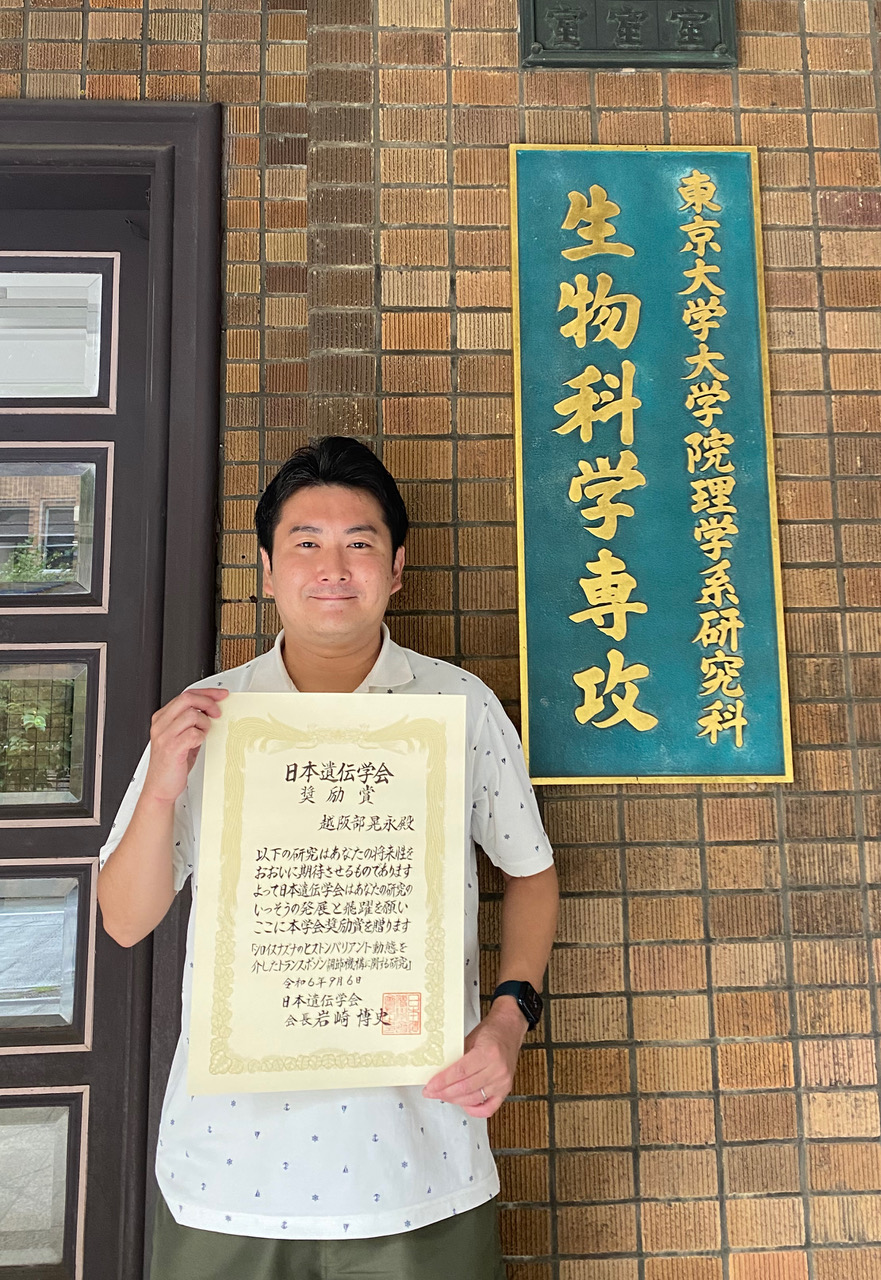 室室室
東京大学大学院理学系研究科
生物科学専攻
日本遺伝学会
奨励賞
越阪部晃永殿
以下の研究はあなたの将来性を
おおいに期待させるものであります
よって日本遺伝学会はあなたの研究の
いっそうの発展と飛躍を願い
ここに本学会奨励賞を贈ります
「シロイヌナズナのヒストンバリアント動態を
介したトランスポゾン調節機構に関する研究」
令和6年9月6日
日本遺伝学会
会長岩崎博史